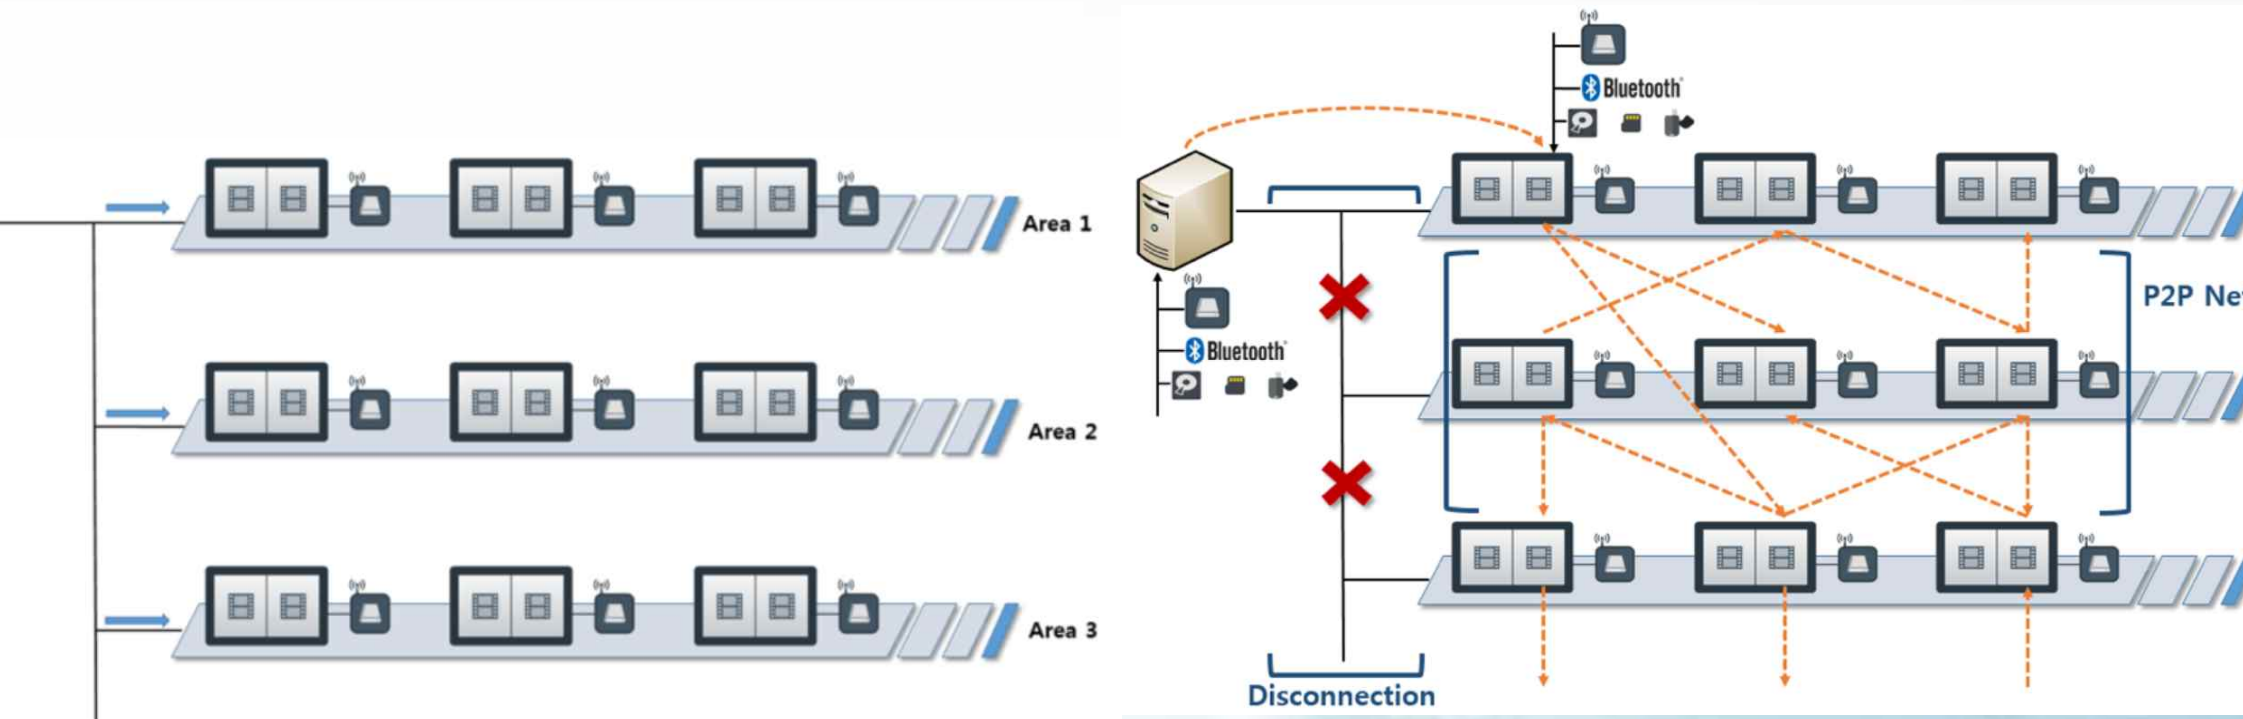 Area 1
Area 2
Area 3
Bluetooth
Bluetooth
P2P Ne
Disconnection